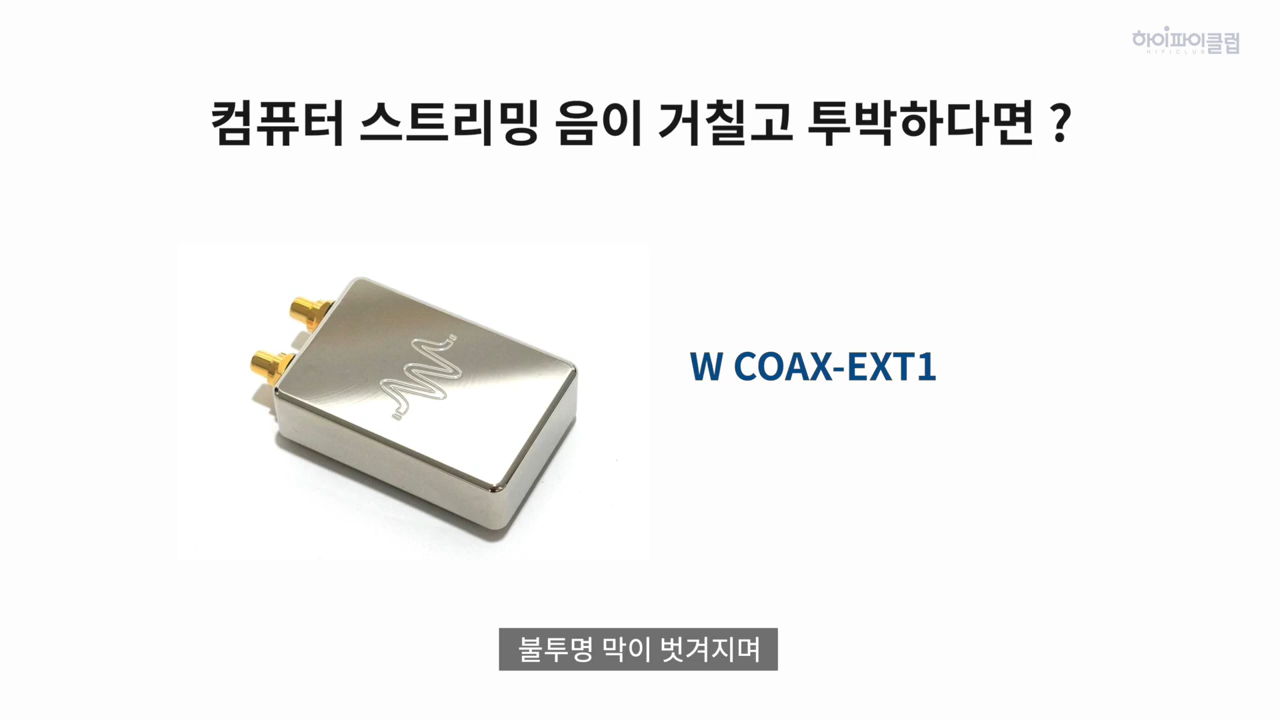 하이파이클럽
HIFICLUB
컴퓨터 스트리밍 음이 거칠고 투박하다면 ?
W COAX-EXT1
불투명 막이 벗겨지며